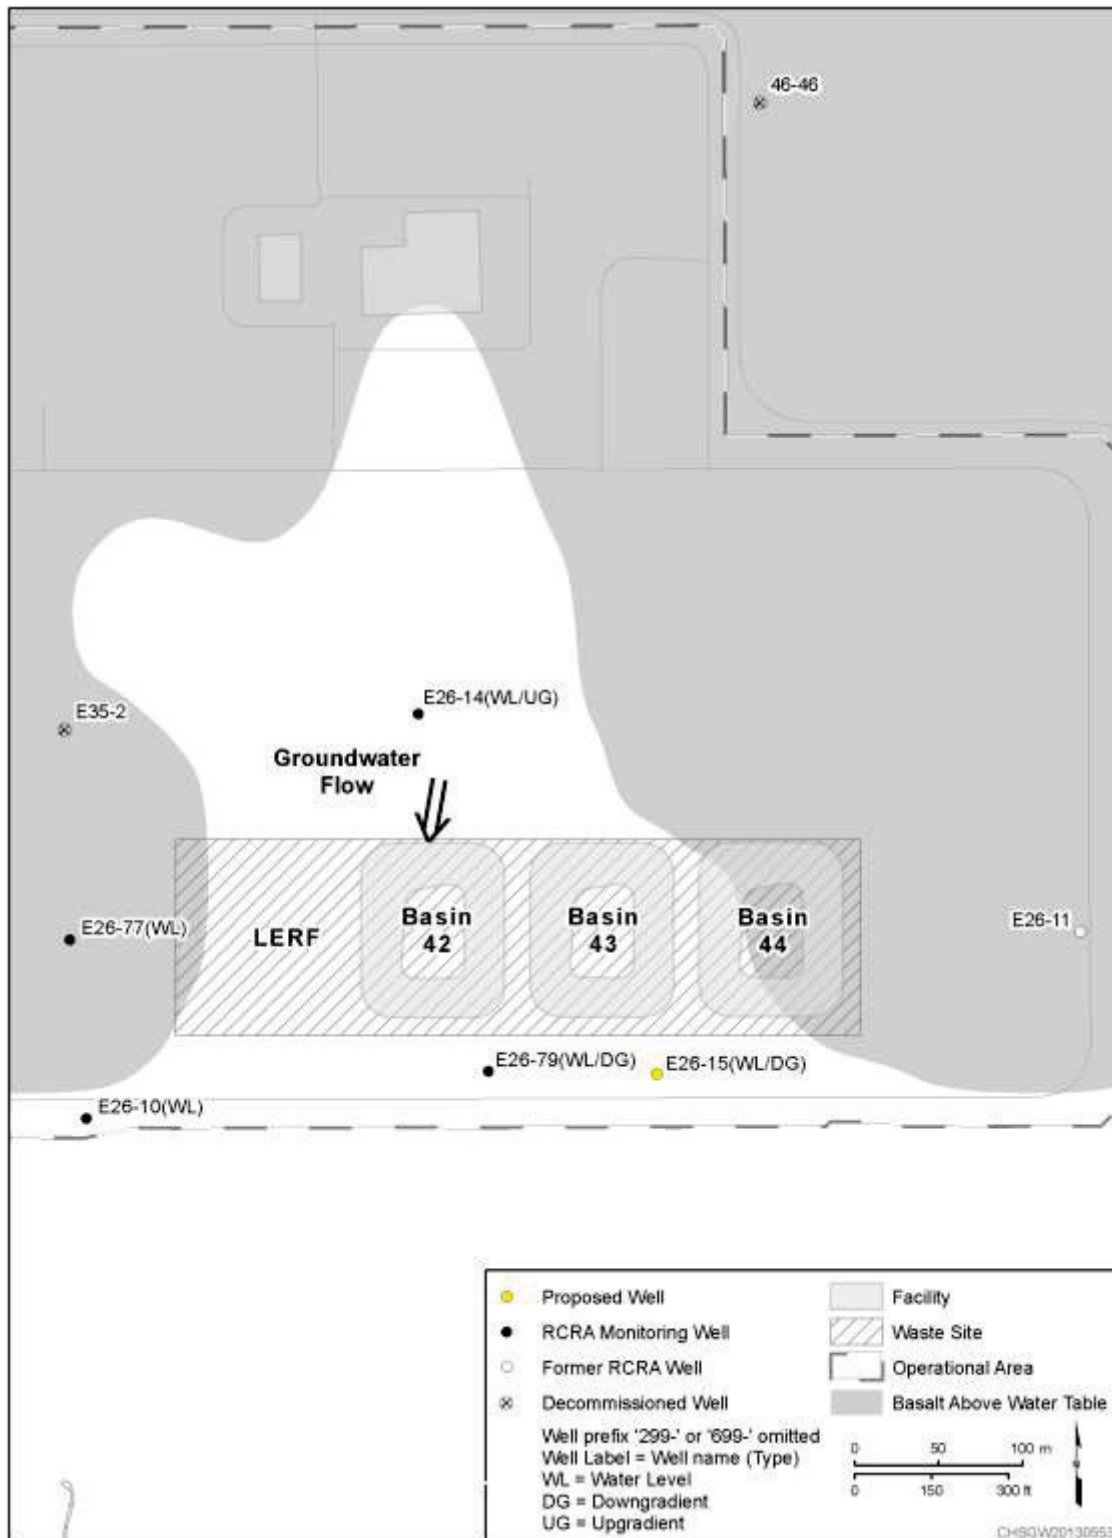 46-46
E26-14(WL/UG)
E35-2
Groundwater
Flow
E26-11
E26-77(WL)
LERF
Basin
42
Basin
43
Basin
44
E26-79(WL/DG)
E26-15(WL/DG)
E26-10(WL)
Proposed Well
RCRA Monitoring Well
Former RCRA Well
Decommissioned Well
Well prefix '299-' or '699-' omitted
Well Label = Well name (Type)
WL = Water Level
DG = Downgradient
UG = Upgradient
Facility
Waste Site
Operational Area
Basalt Above Water Table
0 50 100 m
0 150 300 ft